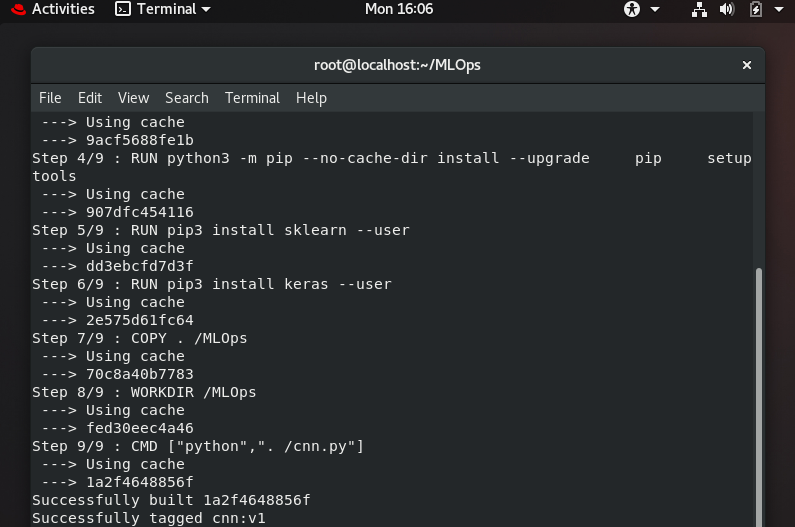 Activities Terminal Mon 16:06
root@localhost:~/MLOps ×
File Edit View Search Terminal Help
---> Using cache
---> 9acf5688fe1b
Step 4/9 : RUN python3 -m pip --no-cache-dir install --upgrade     pip     setup
tools
---> Using cache
---> 907dfc454116
Step 5/9 : RUN pip3 install sklearn --user
---> Using cache
---> dd3ebcfd7d3f
Step 6/9 : RUN pip3 install keras --user
---> Using cache
---> 2e575d61fc64
Step 7/9 : COPY . /MLOps
---> Using cache
---> 70c8a40b7783
Step 8/9 : WORKDIR /MLOps
---> Using cache
---> fed30eec4a46
Step 9/9 : CMD ["python",". /cnn.py"]
---> Using cache
---> 1a2f4648856f
Successfully built 1a2f4648856f
Successfully tagged cnn:v1